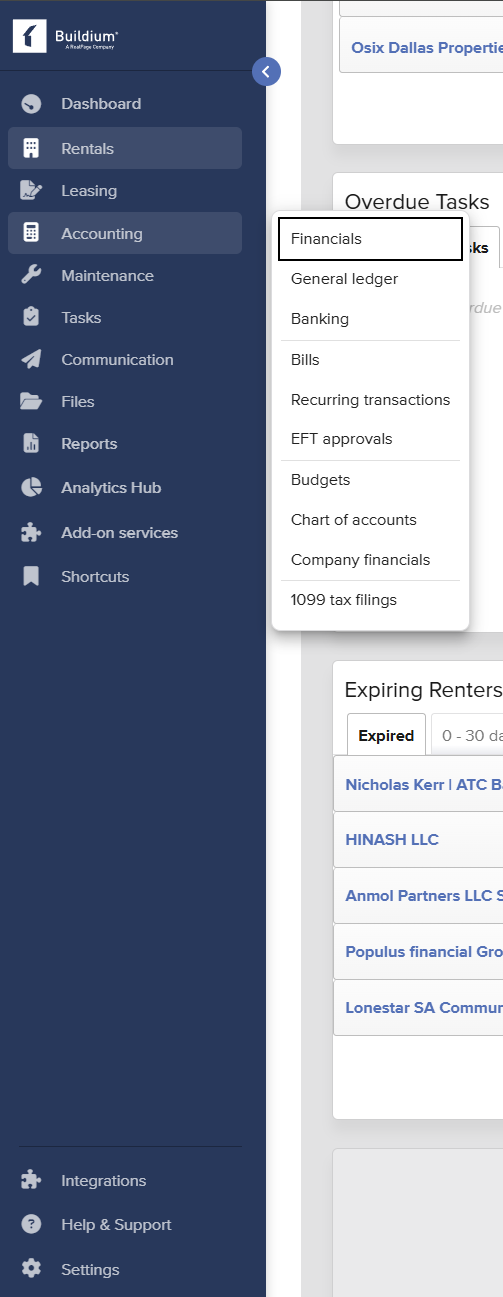 Buildium
A RealPage Company
Dashboard
Rentals
Leasing
Accounting
Maintenance
Tasks
Communication
Files
Reports
Analytics Hub
Add-on services
Shortcuts
Integrations
Help & Support
Settings
Financials
General ledger
Banking
Bills
Recurring transactions
EFT approvals
Budgets
Chart of accounts
Company financials
1099 tax filings
Osix Dallas Propertie
Overdue Tasks
sks
rdue
Expiring Renters
Expired
0 - 30 da
Nicholas Kerr | ATC B
HINASH LLC
Anmol Partners LLC S
Populus financial Gro
Lonestar SA Commun